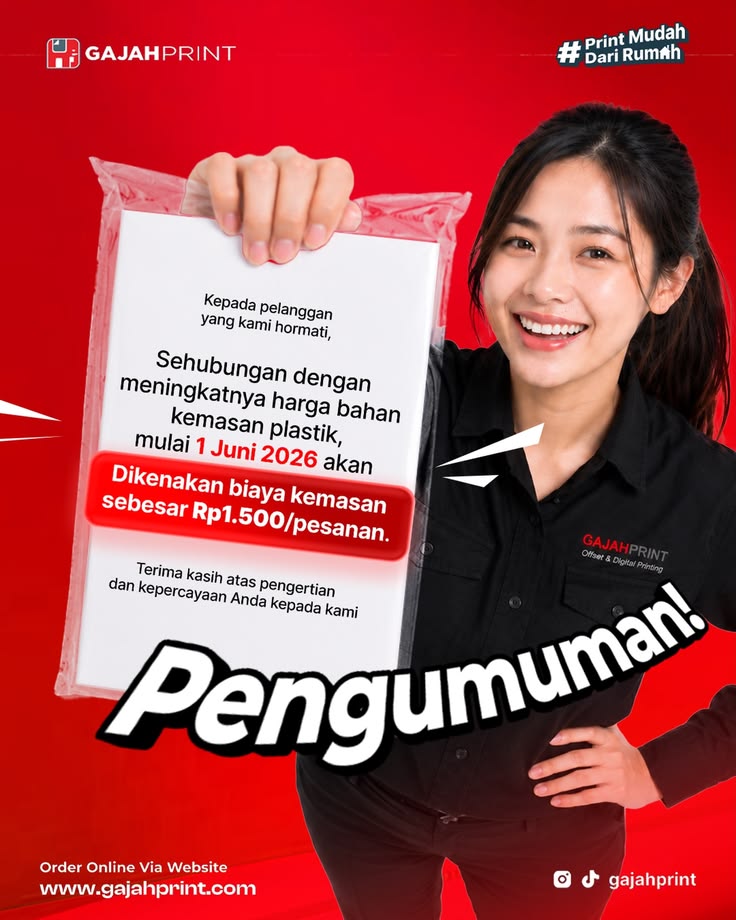 GAJAHPRINT
#Print Mudah
Dari Rumah
Kepada pelanggan
yang kami hormati,
Sehubungan dengan
meningkatnya harga bahan
kemasan plastik,
mulai 1 Juni 2026 akan
Dikenakan biaya kemasan
sebesar Rp1.500/pesanan.
Terima kasih atas pengertian
dan kepercayaan Anda kepada kami
GAJAHPRINT
Offset & Digital Printing
Pengumuman!
Order Online Via Website
www.gajahprint.com
gajahprint